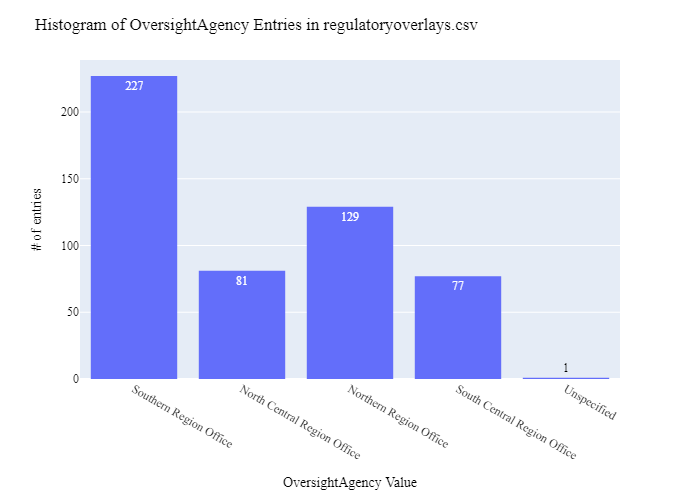 Histogram of OversightAgency Entries in regulatoryoverlays.csv
# of entries
200
150
100
50
0
227
81
129
77
1
Southern Region Office
North Central Region Office
Northern Region Office
South Central Region Office
Unspecified
OversightAgency Value